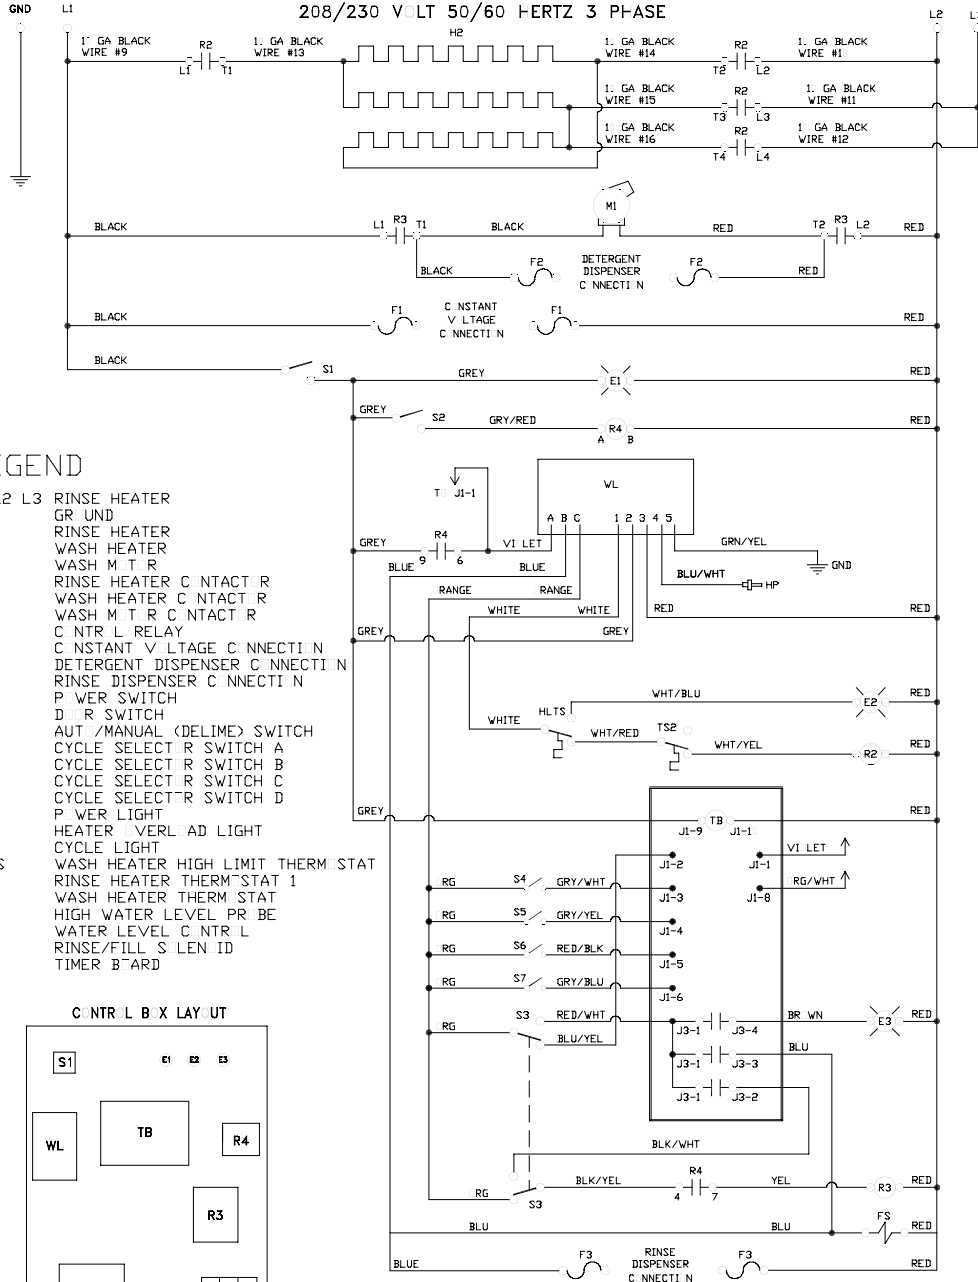 208/230 V LT 50/60 HERTZ 3 PHASE
GND L1 L2
H2
GA BLACK WIRE #9
L1 R2 T1
1. GA BLACK WIRE #13
1. GA BLACK WIRE #14
T2 R2 L2
1. GA BLACK WIRE #1
1. GA BLACK WIRE #15
T3 R2 L3
1. GA BLACK WIRE #11
1 GA BLACK WIRE #16
T4 R2 L4
1 GA BLACK WIRE #12
M1
BLACK L1 R3 T1 BLACK RED T2 R3 L2 RED
BLACK F2 DETERGENT DISPENSER C NNECTI N F2 RED
BLACK F1 C NSTANT V LTAGE C NNECTI N F1 RED
BLACK S1 GREY E1 RED
GREY S2 GRY/RED A R4 B RED
EGEND
2 L3 RINSE HEATER
GR UND
RINSE HEATER
WASH HEATER
WASH M T R
RINSE HEATER C NTACT R
WASH HEATER C NTACT R
WASH M T R C NTACT R
C NTR L RELAY
C NSTANT V LTAGE C NNECTI N
DETERGENT DISPENSER C NNECTI N
RINSE DISPENSER C NNECTI N
P WER SWITCH
D R SWITCH
AUT /MANUAL (DELIME) SWITCH
CYCLE SELECT R SWITCH A
CYCLE SELECT R SWITCH B
CYCLE SELECT R SWITCH C
CYCLE SELECT R SWITCH D
P WER LIGHT
HEATER VERL AD LIGHT
CYCLE LIGHT
S WASH HEATER HIGH LIMIT THERM STAT
RINSE HEATER THERM STAT 1
WASH HEATER THERM STAT
HIGH WATER LEVEL PR BE
WATER LEVEL C NTR L
RINSE/FILL S LEN ID
TIMER B ARD
T J1-1
WL
A B C 1 2 3 4 5
GREY 9 R4 6 VI LET
GRN/YEL GND
BLUE BLUE
BLU/WHT HP
RANGE RANGE
WHITE WHITE RED
GREY GREY
WHT/BLU E2 RED
WHITE HLTS WHT/RED TS2 WHT/YEL R2 RED
GREY J1-9 TB J1-1 RED
J1-2 J1-1 VI LET
RG S4 GRY/WHT J1-3 J1-8 RG/WHT
RG S5 GRY/YEL J1-4
RG S6 RED/BLK J1-5
RG S7 GRY/BLU J1-6
RG S3 RED/WHT J3-1 J3-4 BR WN E3 RED
BLU/YEL
J3-1 J3-3 BLU
J3-1 J3-2
BLK/WHT
RG S3 BLK/YEL 4 R4 7 YEL R3 RED
BLU BLU FS RED
BLUE F3 RINSE DISPENSER C NNECTI N F3 RED
C NTR L B X LAY UT
S1 E1 E2 E3
WL TB R4
R3